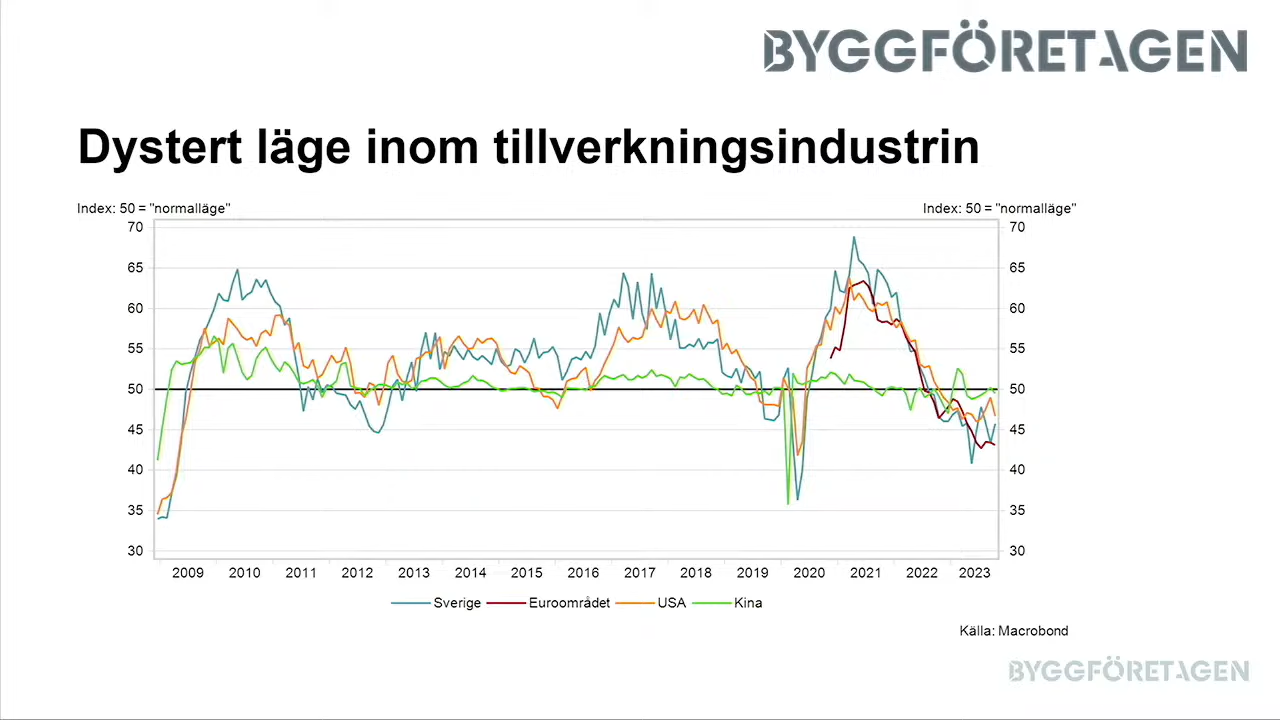 BYGGFÖRETAGEN
Dystert läge inom tillverkningsindustrin
Index: 50 = "normalläge" Index: 50 = "normalläge"
70 70
65 65
60 60
55 55
50 50
45 45
40 40
35 35
30 30
2009 2010 2011 2012 2013 2014 2015 2016 2017 2018 2019 2020 2021 2022 2023
Sverige Euroområdet USA Kina
Källa: Macrobond
BYGGFÖRETAGEN